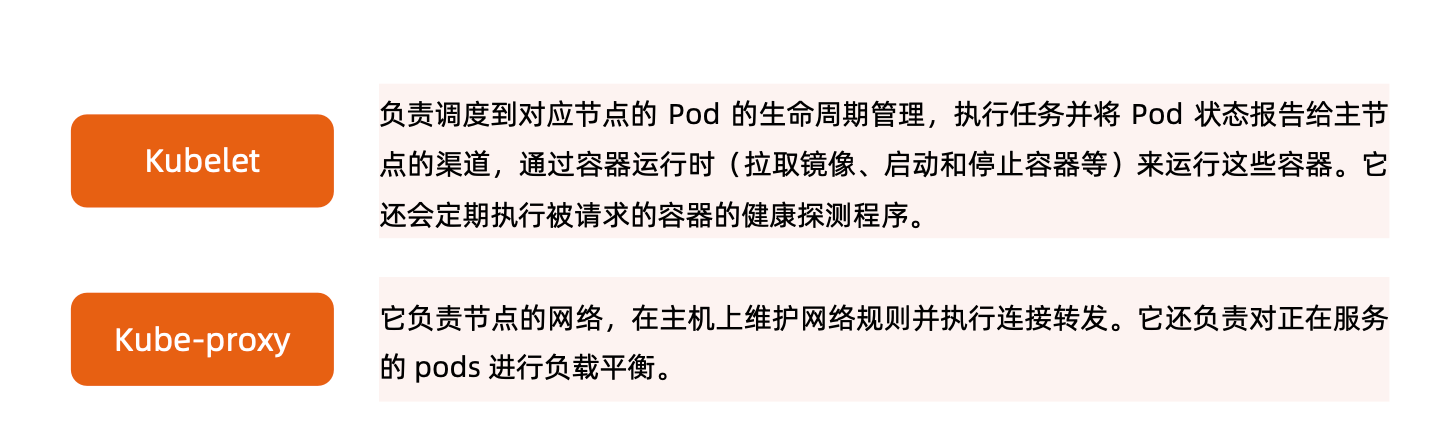 Kubelet
负责调度到对应节点的 Pod 的生命周期管理，执行任务并将 Pod 状态报告给主节
点的渠道，通过容器运行时（拉取镜像、启动和停止容器等）来运行这些容器。它
还会定期执行被请求的容器的健康探测程序。
Kube-proxy
它负责节点的网络，在主机上维护网络规则并执行连接转发。它还负责对正在服务
的 pods 进行负载平衡。